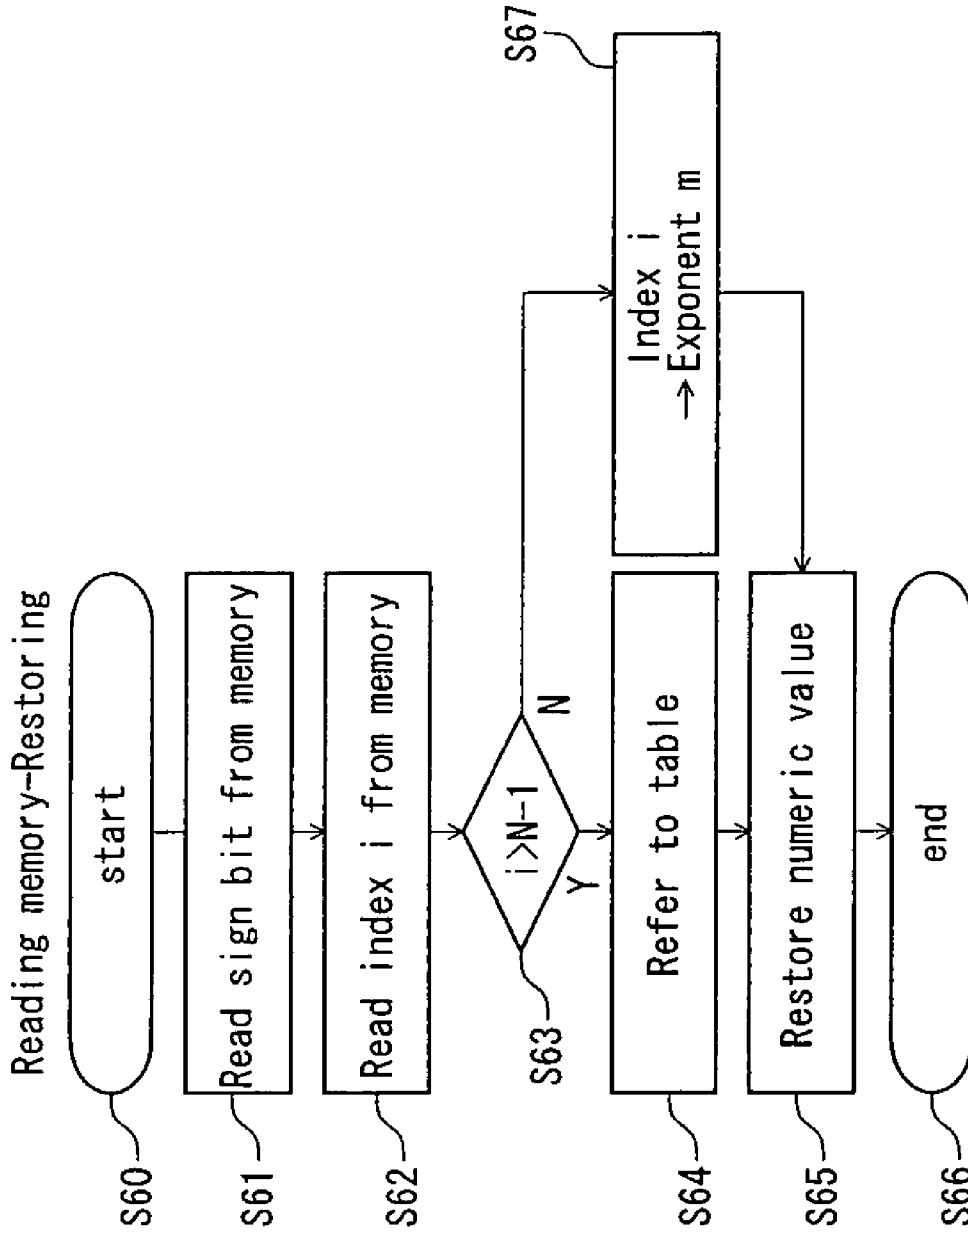 Reading memory-Restoring
S60
start
S61
Read sign bit from memory
S62
Read index i from memory
S63
i>N-1
N
Y
S67
Index i
→Exponent m
S64
Refer to table
S65
Restore numeric value
S66
end